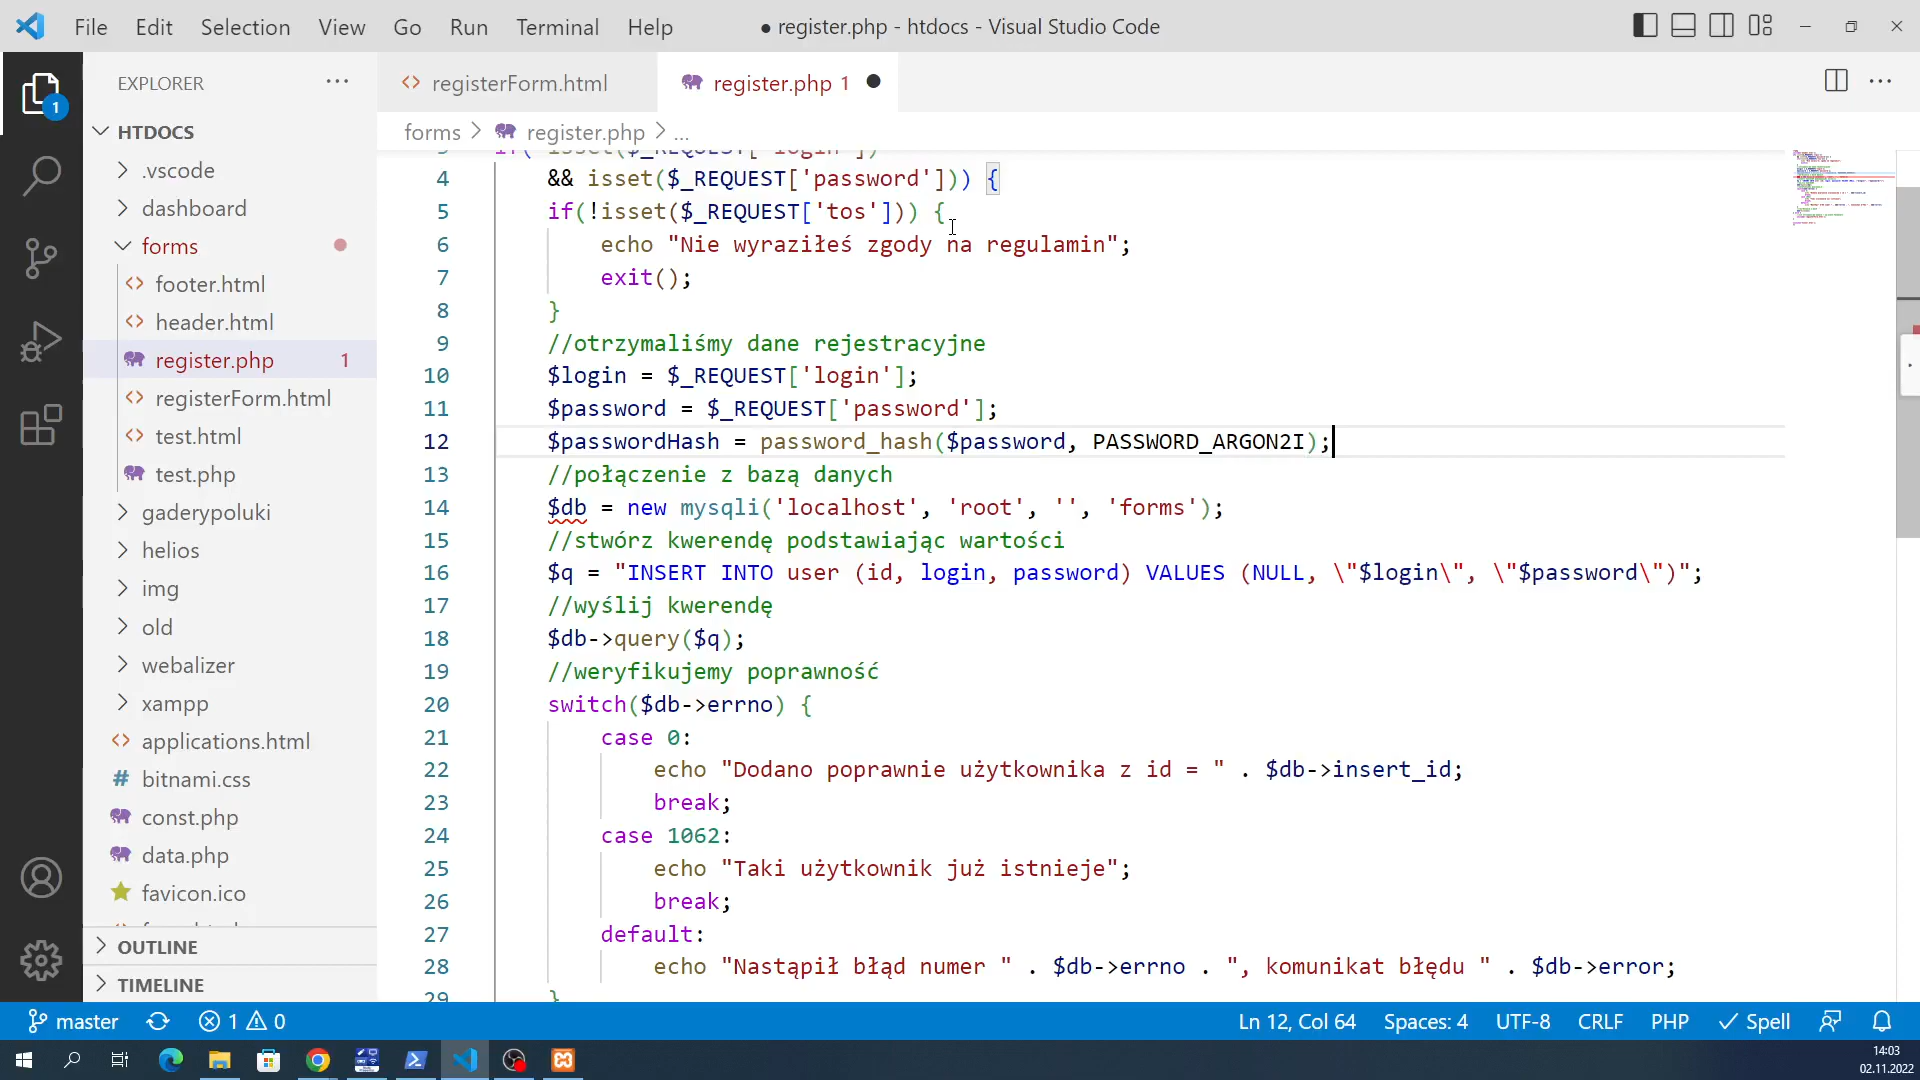 File Edit Selection View Go Run Terminal Help
● register.php - htdocs - Visual Studio Code
EXPLORER
registerForm.html
register.php 1
forms > register.php > ...
HTDOCS
.vscode
dashboard
forms
footer.html
header.html
register.php 1
registerForm.html
test.html
test.php
gaderypoluki
helios
img
old
webalizer
xampp
applications.html
bitnami.css
const.php
data.php
favicon.ico
OUTLINE
TIMELINE
4 && isset($_REQUEST['password'])) {
5 if(!isset($_REQUEST['tos'])) {
6 echo "Nie wyraziłeś zgody na regulamin";
7 exit();
8 }
9 //otrzymaliśmy dane rejestracyjne
10 $login = $_REQUEST['login'];
11 $password = $_REQUEST['password'];
12 $passwordHash = password_hash($password, PASSWORD_ARGON2I);
13 //połączenie z bazą danych
14 $db = new mysqli('localhost', 'root', '', 'forms');
15 //stwórz kwerendę podstawiając wartości
16 $q = "INSERT INTO user (id, login, password) VALUES (NULL, \"$login\", \"$password\")";
17 //wyślij kwerendę
18 $db->query($q);
19 //weryfikujemy poprawność
20 switch($db->errno) {
21 case 0:
22 echo "Dodano poprawnie użytkownika z id = " . $db->insert_id;
23 break;
24 case 1062:
25 echo "Taki użytkownik już istnieje";
26 break;
27 default:
28 echo "Nastąpił błąd numer " . $db->errno . ", komunikat błędu " . $db->error;
29 }
1
master 1 0 Ln 12, Col 64 Spaces: 4 UTF-8 CRLF PHP Spell
14:03
02.11.2022